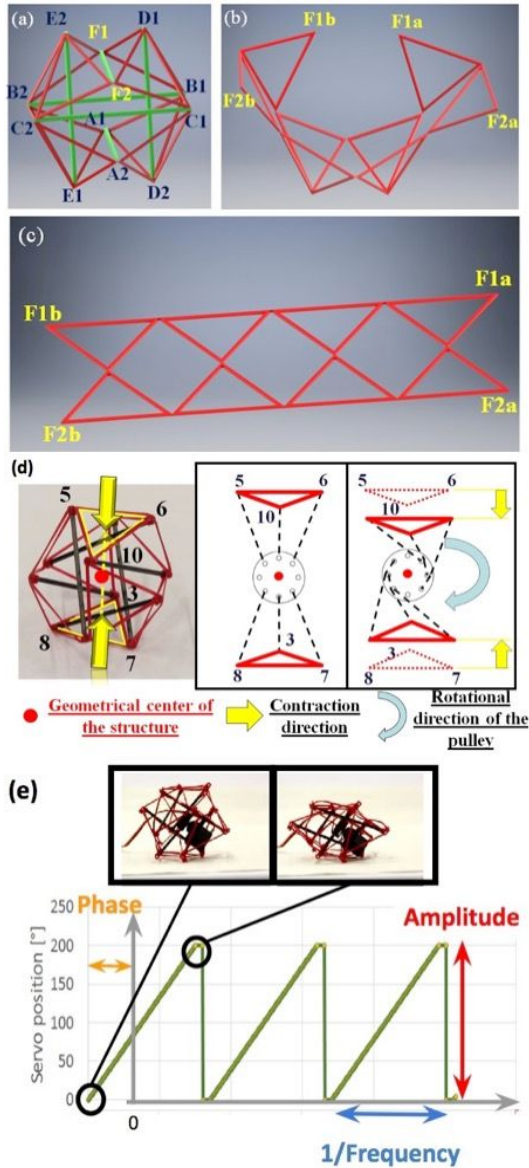 (a)
E2
D1
F1
B2
B1
F2
C2
A1
C1
A2
E1
D2
(b)
F1b
F1a
F2b
F2a
(c)
F1a
F1b
F2a
F2b
(d)
5
6
10
3
8
7
5
6
10
3
8
7
5
6
10
3
8
7
Geometrical center of
the structure
Contraction
direction
Rotational
direction of the
pulley
(e)
Phase
Amplitude
Servo position [°]
250
200
150
100
50
0
0
1/Frequency